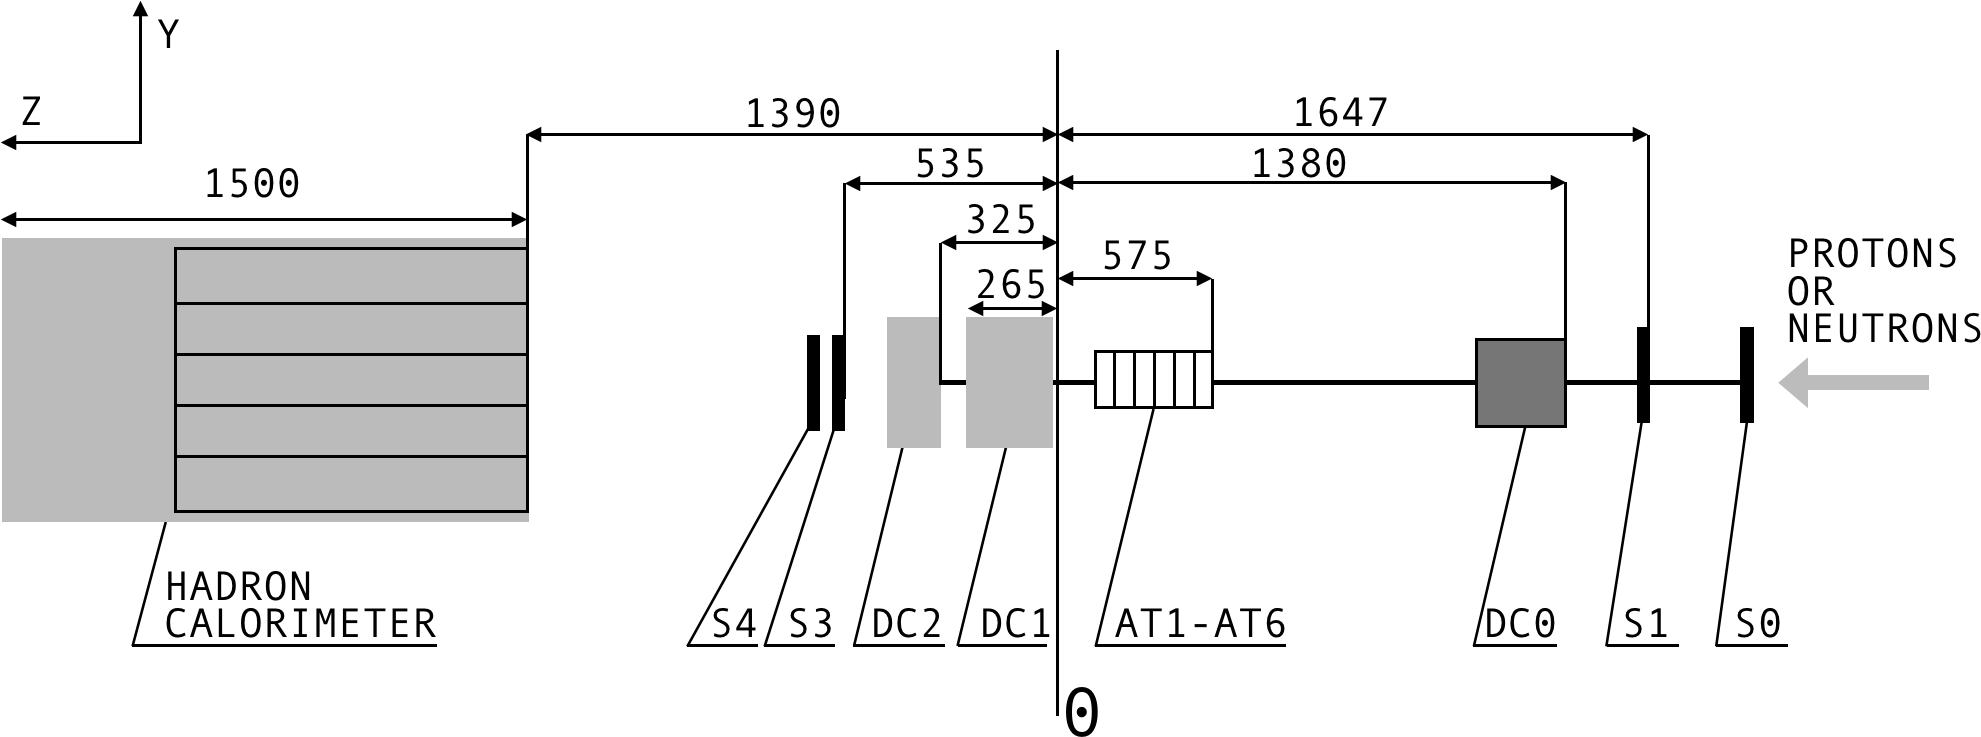 Y
Z
1390
1647
535
1380
1500
325
575
265
PROTONS
OR
NEUTRONS
HADRON
CALORIMETER
S4
S3
DC2
DC1
AT1-AT6
DC0
S1
S0
0